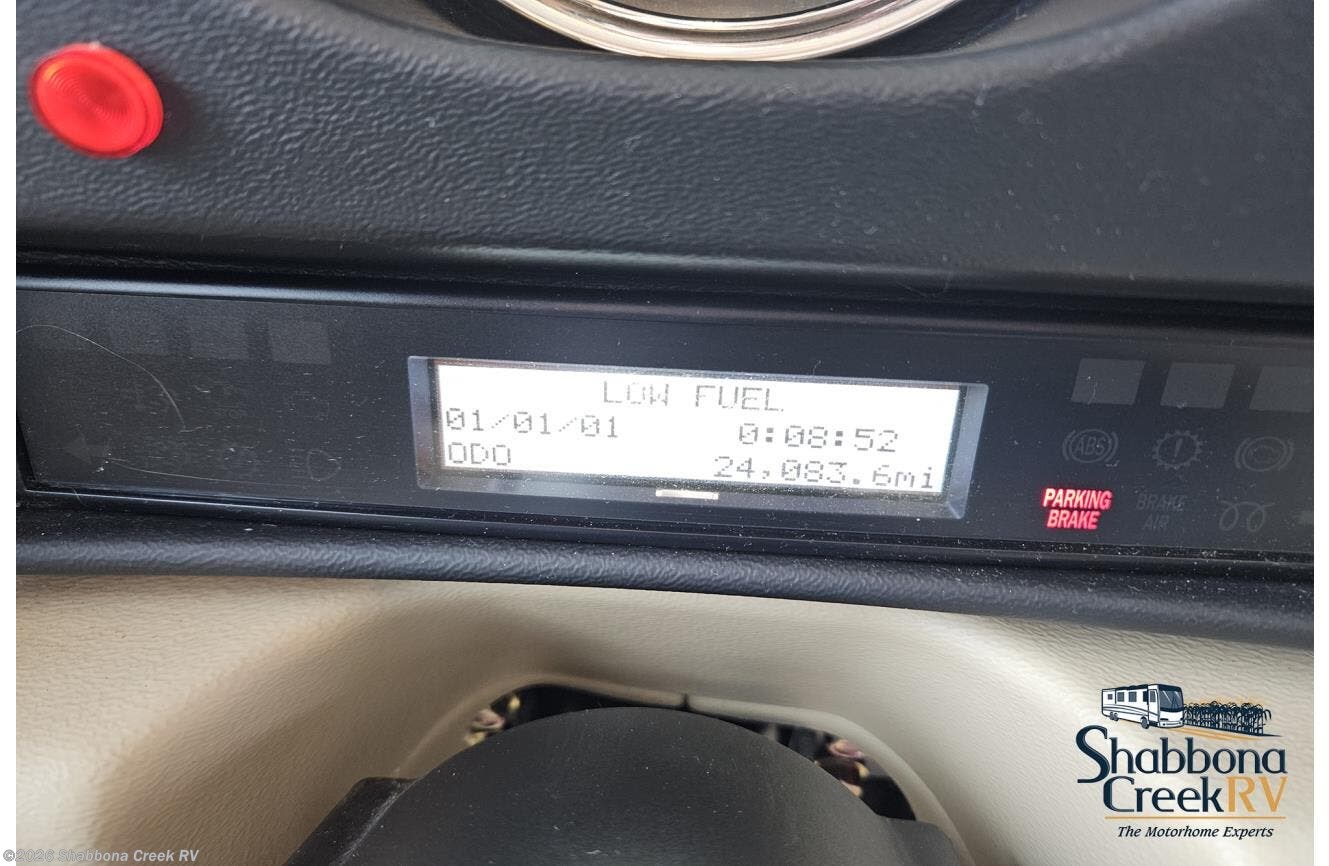 LOW FUEL
01/01/01 0:08:52
ODO 24,083.6mi
ABS
PARKING
BRAKE
BRAKE
AIR
Shabbona
CreekRV
The Motorhome Experts
©2026 Shabbona Creek RV